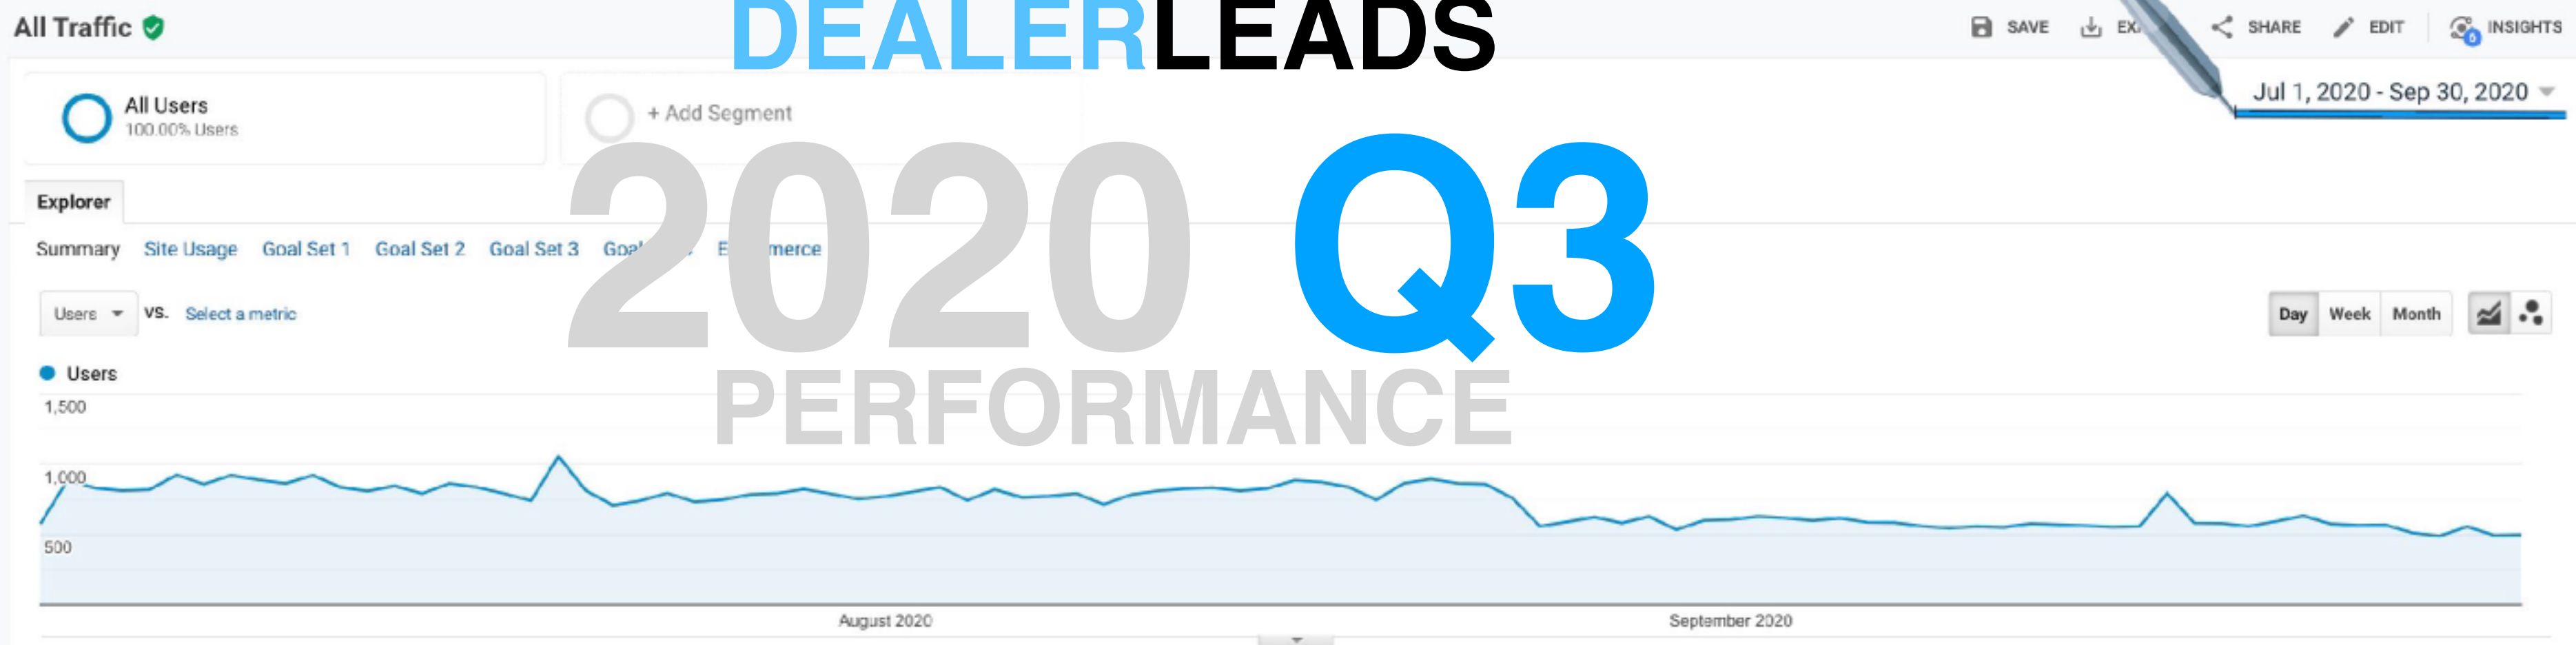 DEALERLEADS
All Traffic
SAVE
SHARE
EDIT
6
INSIGHTS
All Users
100.00% Users
+ Add Segment
Jul 1, 2020 - Sep 30, 2020
2020 Q3
Explorer
Summary Site Usage Goal Set 1 Goal Set 2 Goal Set 3
Users VS. Select a metric
Day Week Month
PERFORMANCE
Users
1,500
1,000
500
August 2020 September 2020